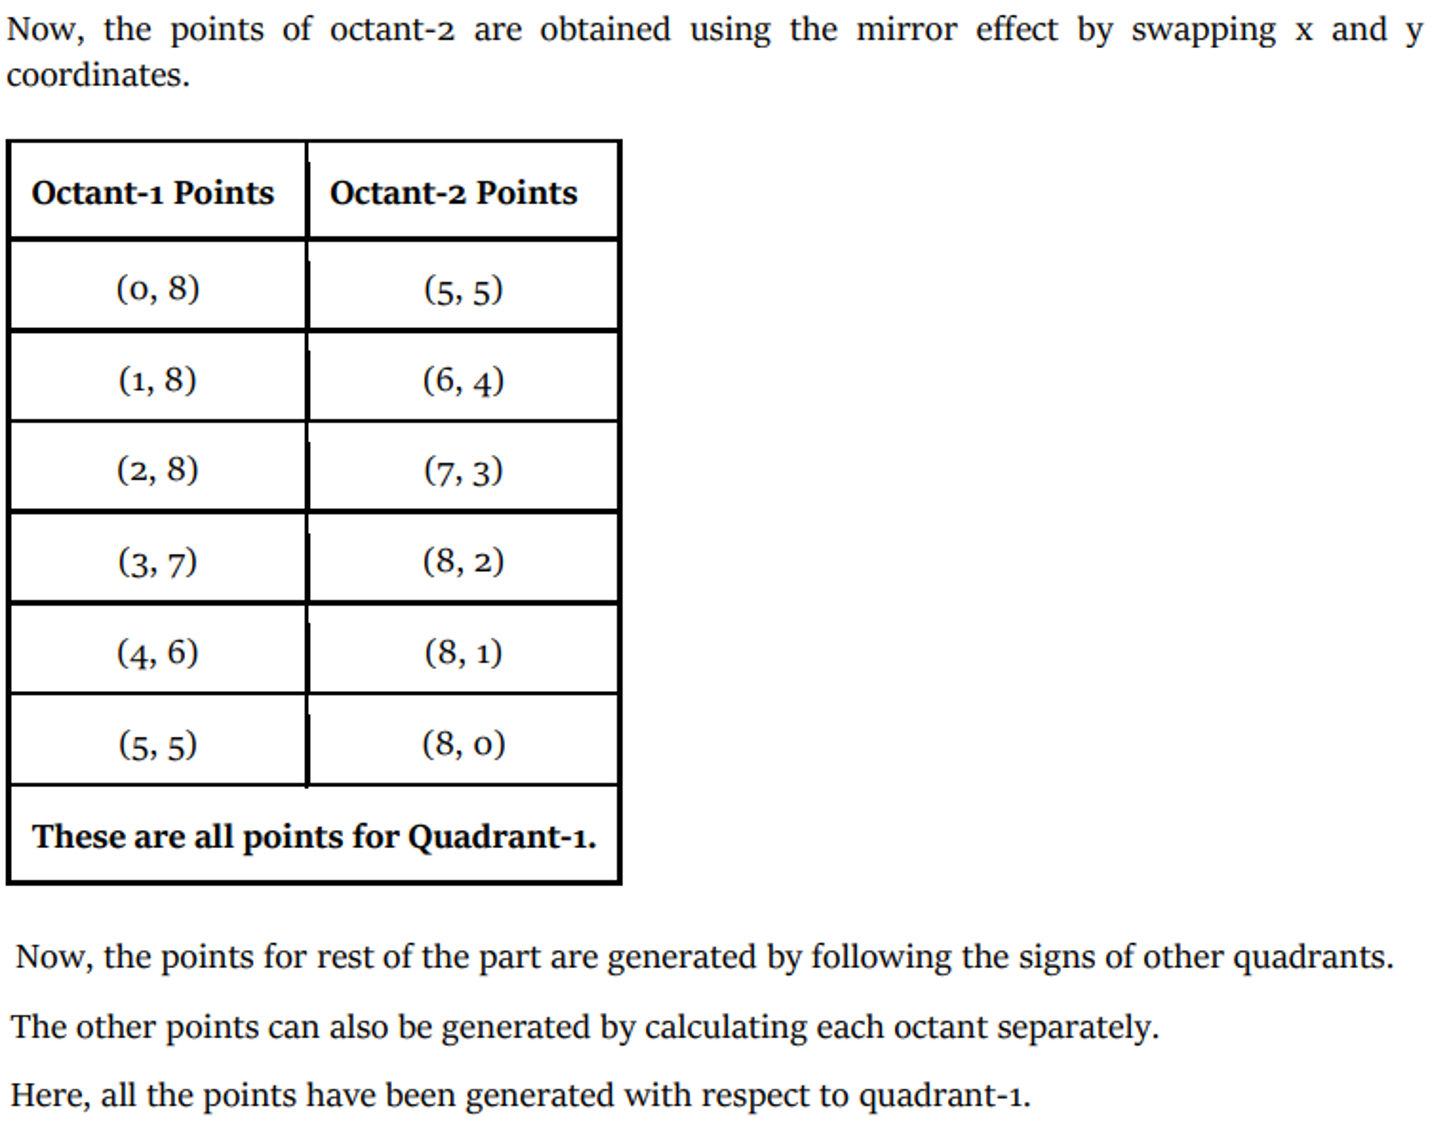 Now, the points of octant-2 are obtained using the mirror effect by swapping x and y
coordinates.
Octant-1 Points Octant-2 Points
(0, 8) (5, 5)
(1, 8) (6, 4)
(2, 8) (7, 3)
(3, 7) (8, 2)
(4, 6) (8, 1)
(5, 5) (8, 0)
These are all points for Quadrant-1.
Now, the points for rest of the part are generated by following the signs of other quadrants.
The other points can also be generated by calculating each octant separately.
Here, all the points have been generated with respect to quadrant-1.